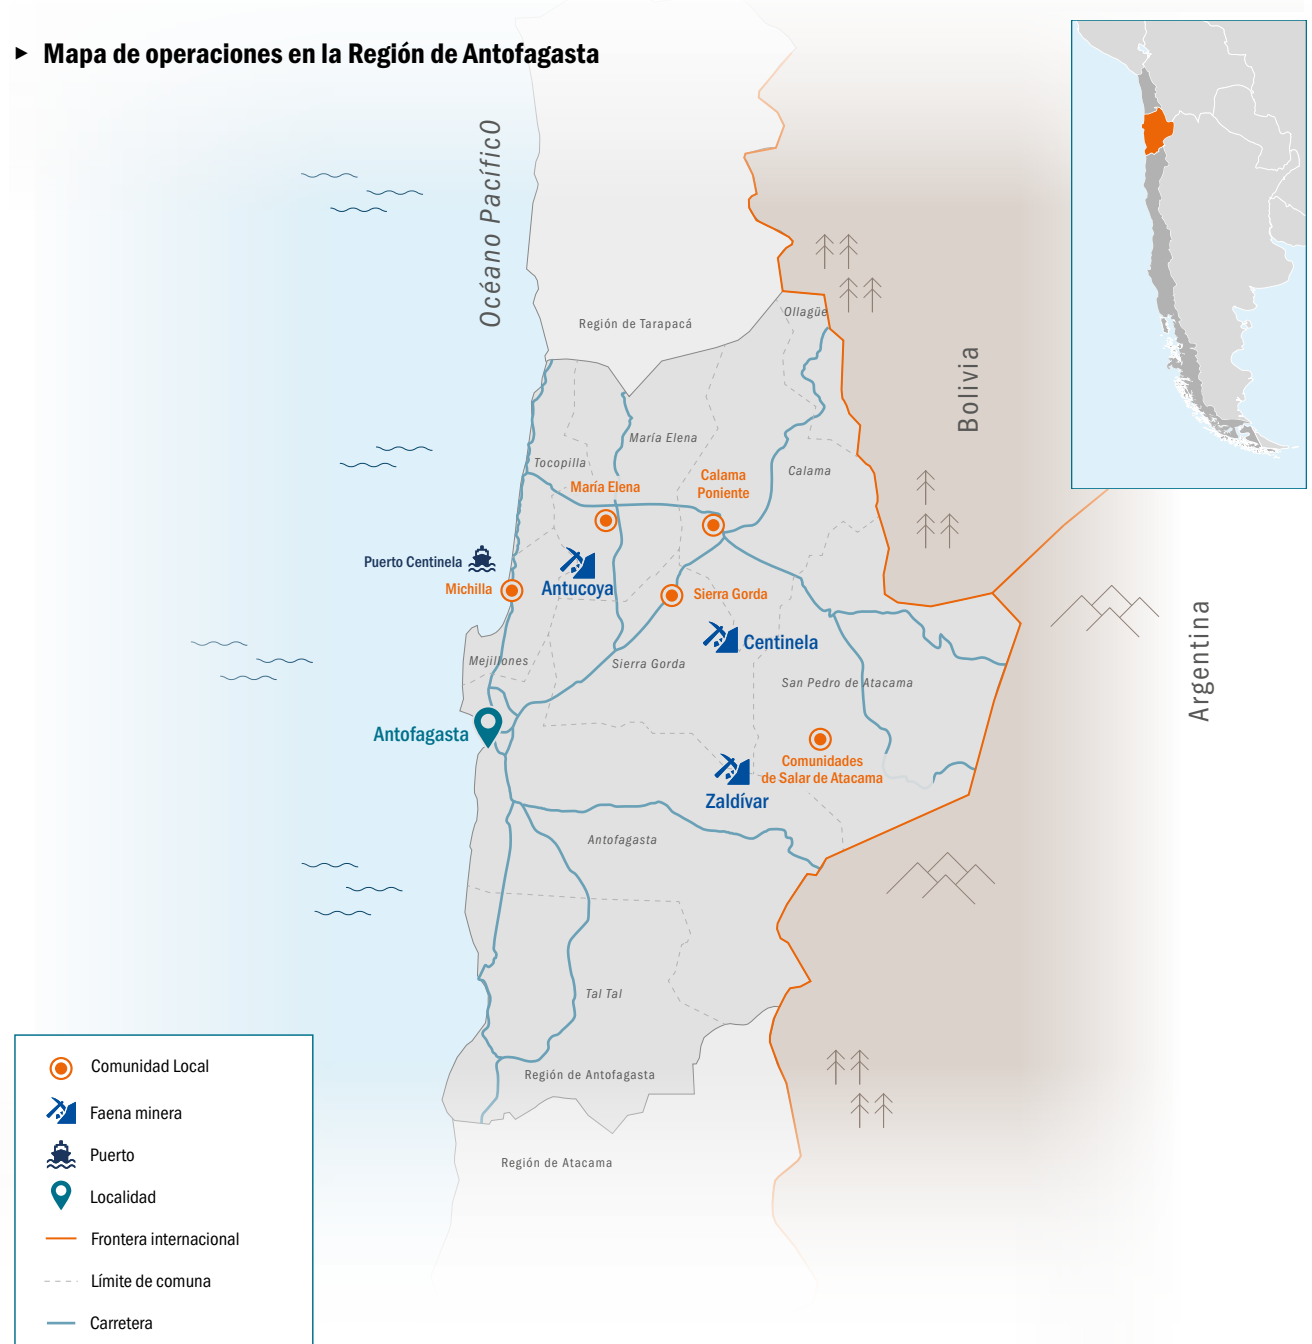 ► Mapa de operaciones en la Región de Antofagasta
Océano PacíficO
Región de Tarapacá
Ollagüe
Bolivia
María Elena
Tocopilla
María Elena
Calama
Poniente
Calama
Puerto Centinela
Michilla
Antucoya
Sierra Gorda
Centinela
Argentina
Mejillones
Sierra Gorda
San Pedro de Atacama
Antofagasta
Comunidades
de Salar de Atacama
Zaldívar
Antofagasta
Tal Tal
Región de Antofagasta
Región de Atacama
Comunidad Local
Faena minera
Puerto
Localidad
Frontera internacional
Límite de comuna
Carretera